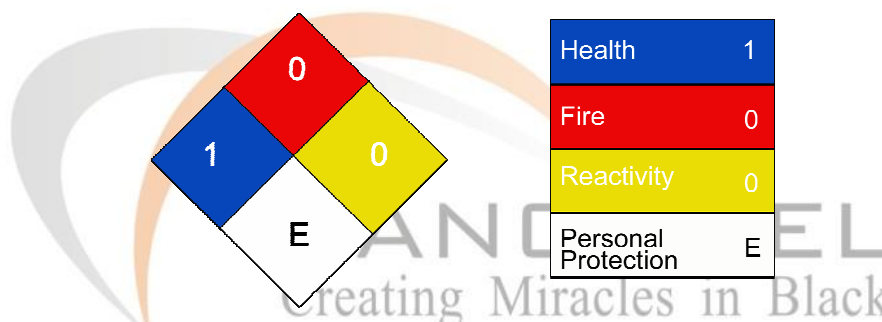 0
1
0
E
Health 1
Fire 0
Reactivity 0
Personal
Protection E
Creating Miracles in Black